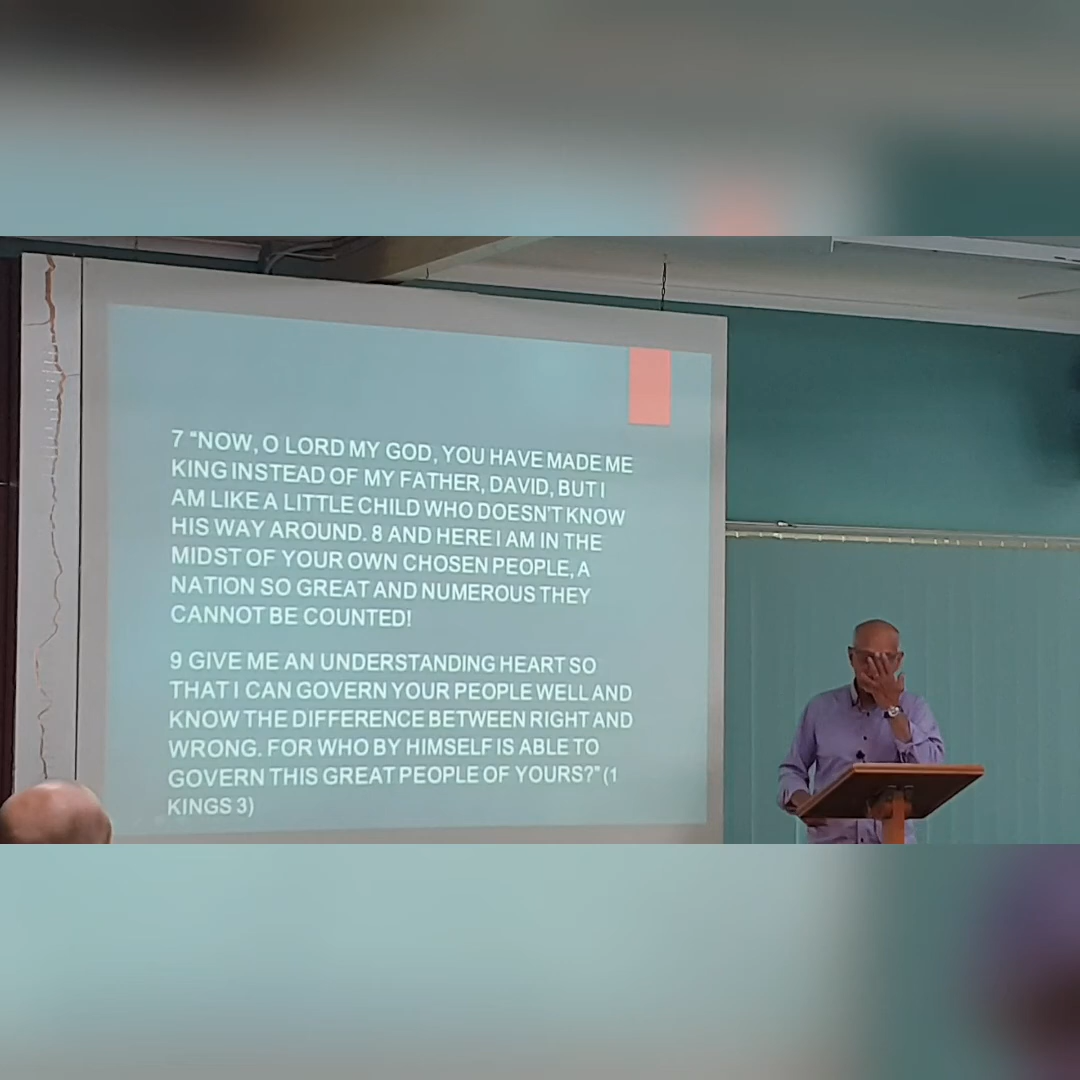 7 “NOW, O LORD MY GOD, YOU HAVE MADE ME
KING INSTEAD OF MY FATHER, DAVID, BUT I
AM LIKE A LITTLE CHILD WHO DOESN'T KNOW
HIS WAY AROUND. 8 AND HERE I AM IN THE
MIDST OF YOUR OWN CHOSEN PEOPLE, A
NATION SO GREAT AND NUMEROUS THEY
CANNOT BE COUNTED!
9 GIVE ME AN UNDERSTANDING HEART SO
THAT I CAN GOVERN YOUR PEOPLE WELL AND
KNOW THE DIFFERENCE BETWEEN RIGHT AND
WRONG. FOR WHO BY HIMSELF IS ABLE TO
GOVERN THIS GREAT PEOPLE OF YOURS?” (1
KINGS 3)